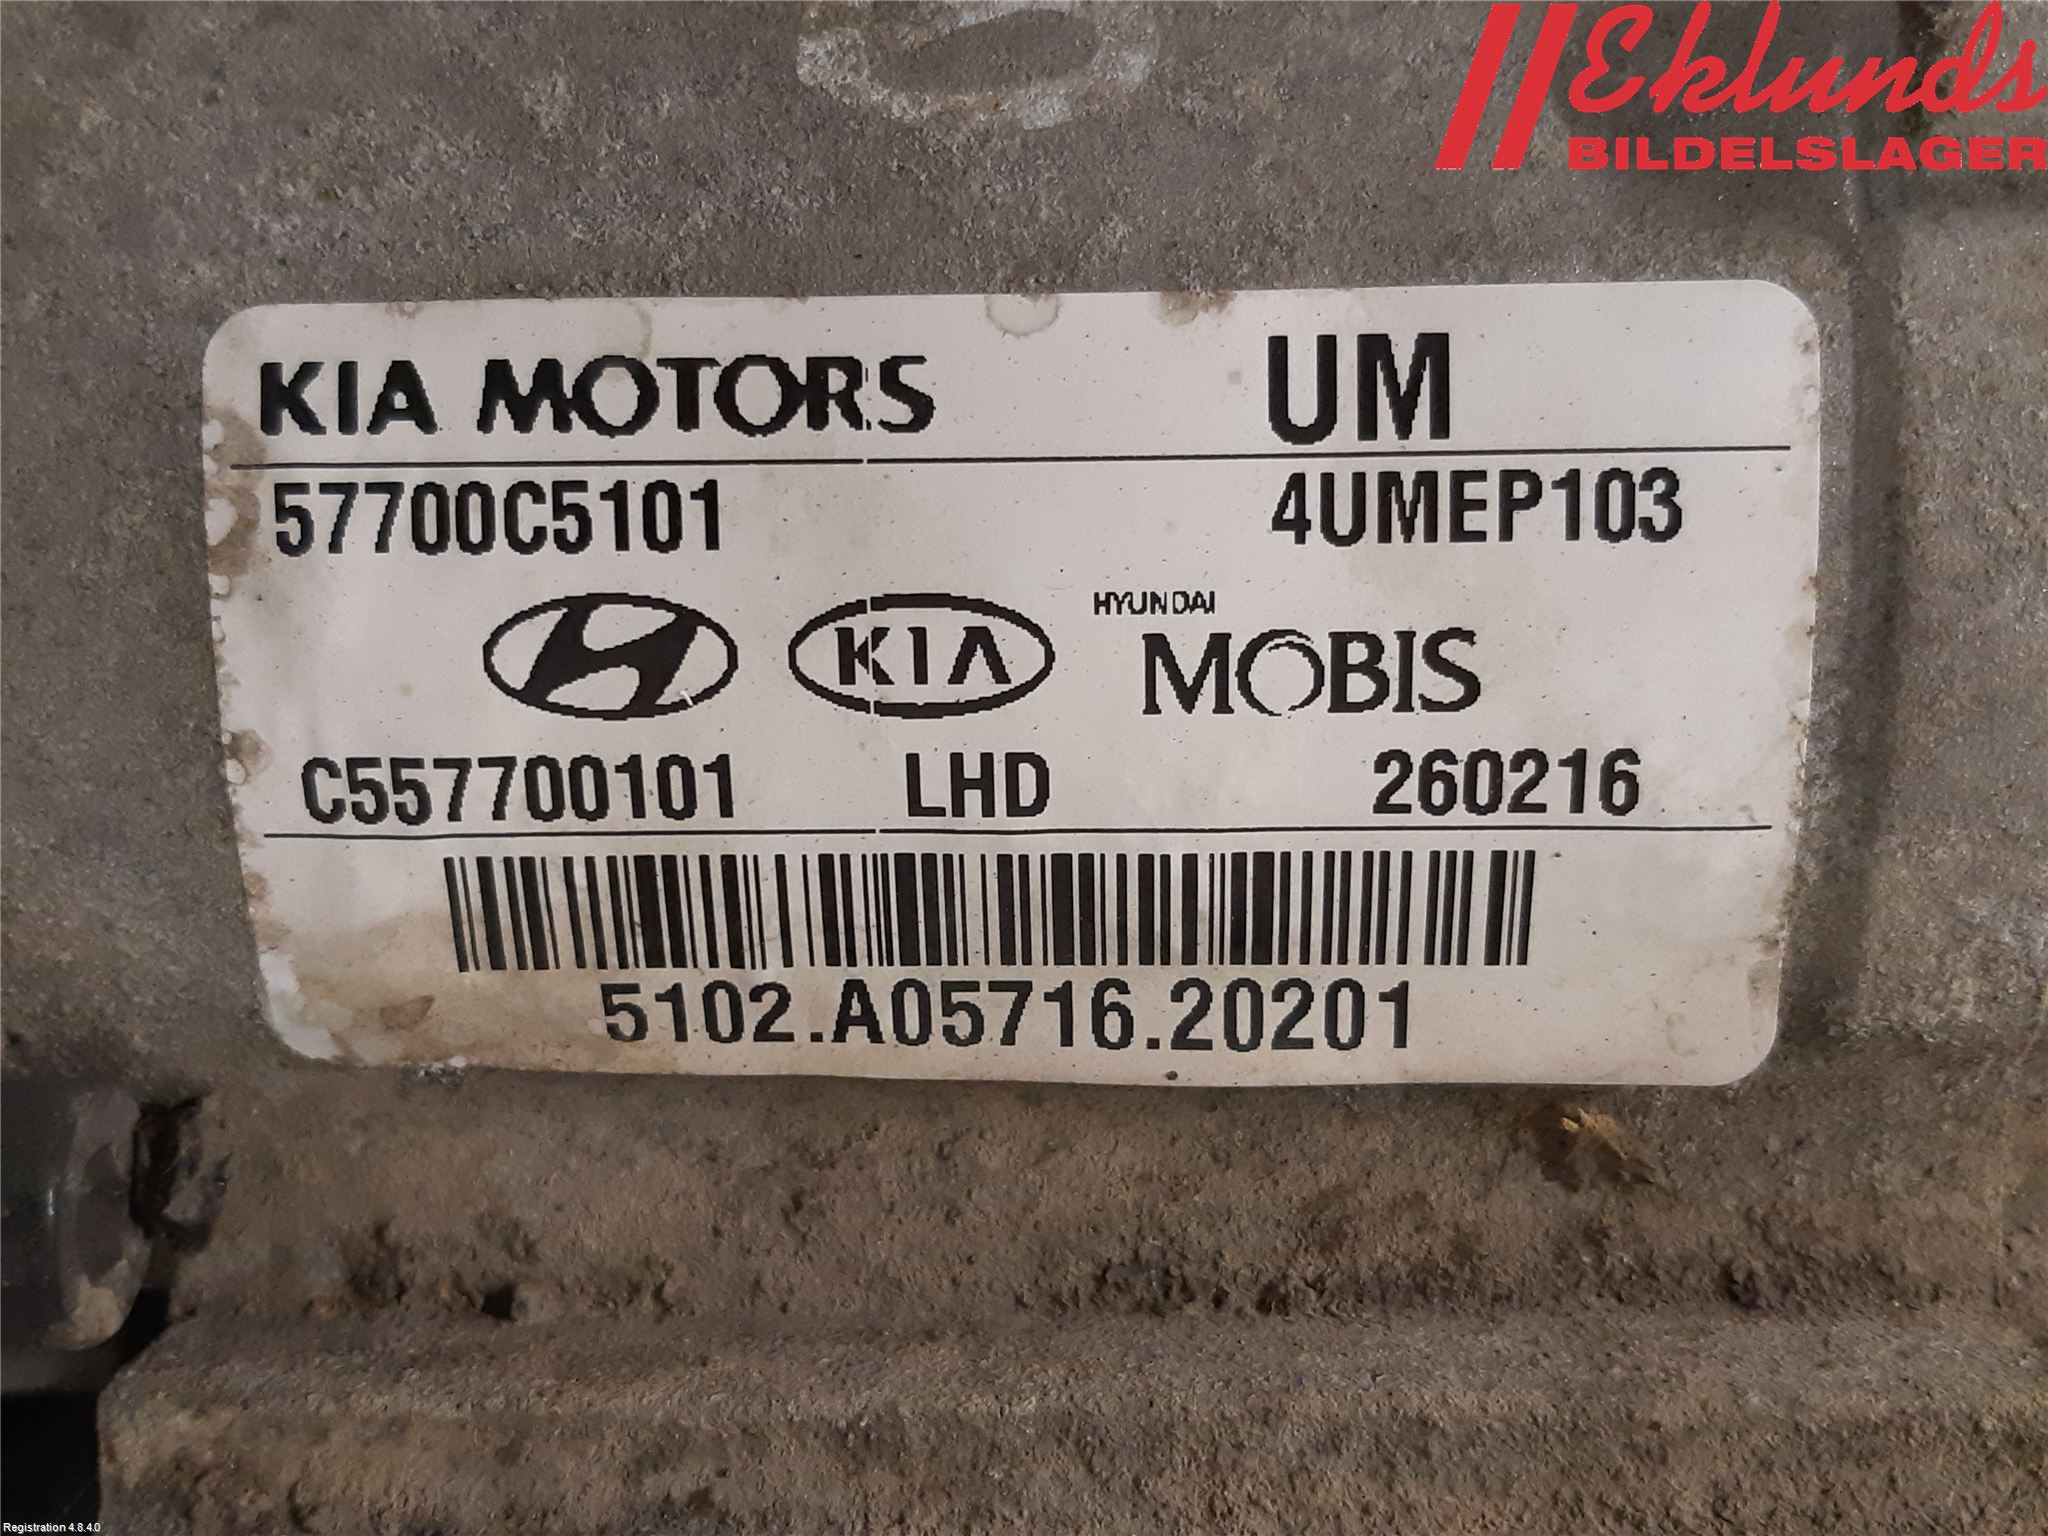 Eklunds
BILDELSLAGER
KIA MOTORS UM
57700C5101 4UMEP103
KIA HYUNDAI MOBIS
C557700101 LHD 260216
5102.A05716.20201
Registration 4.8.4.0